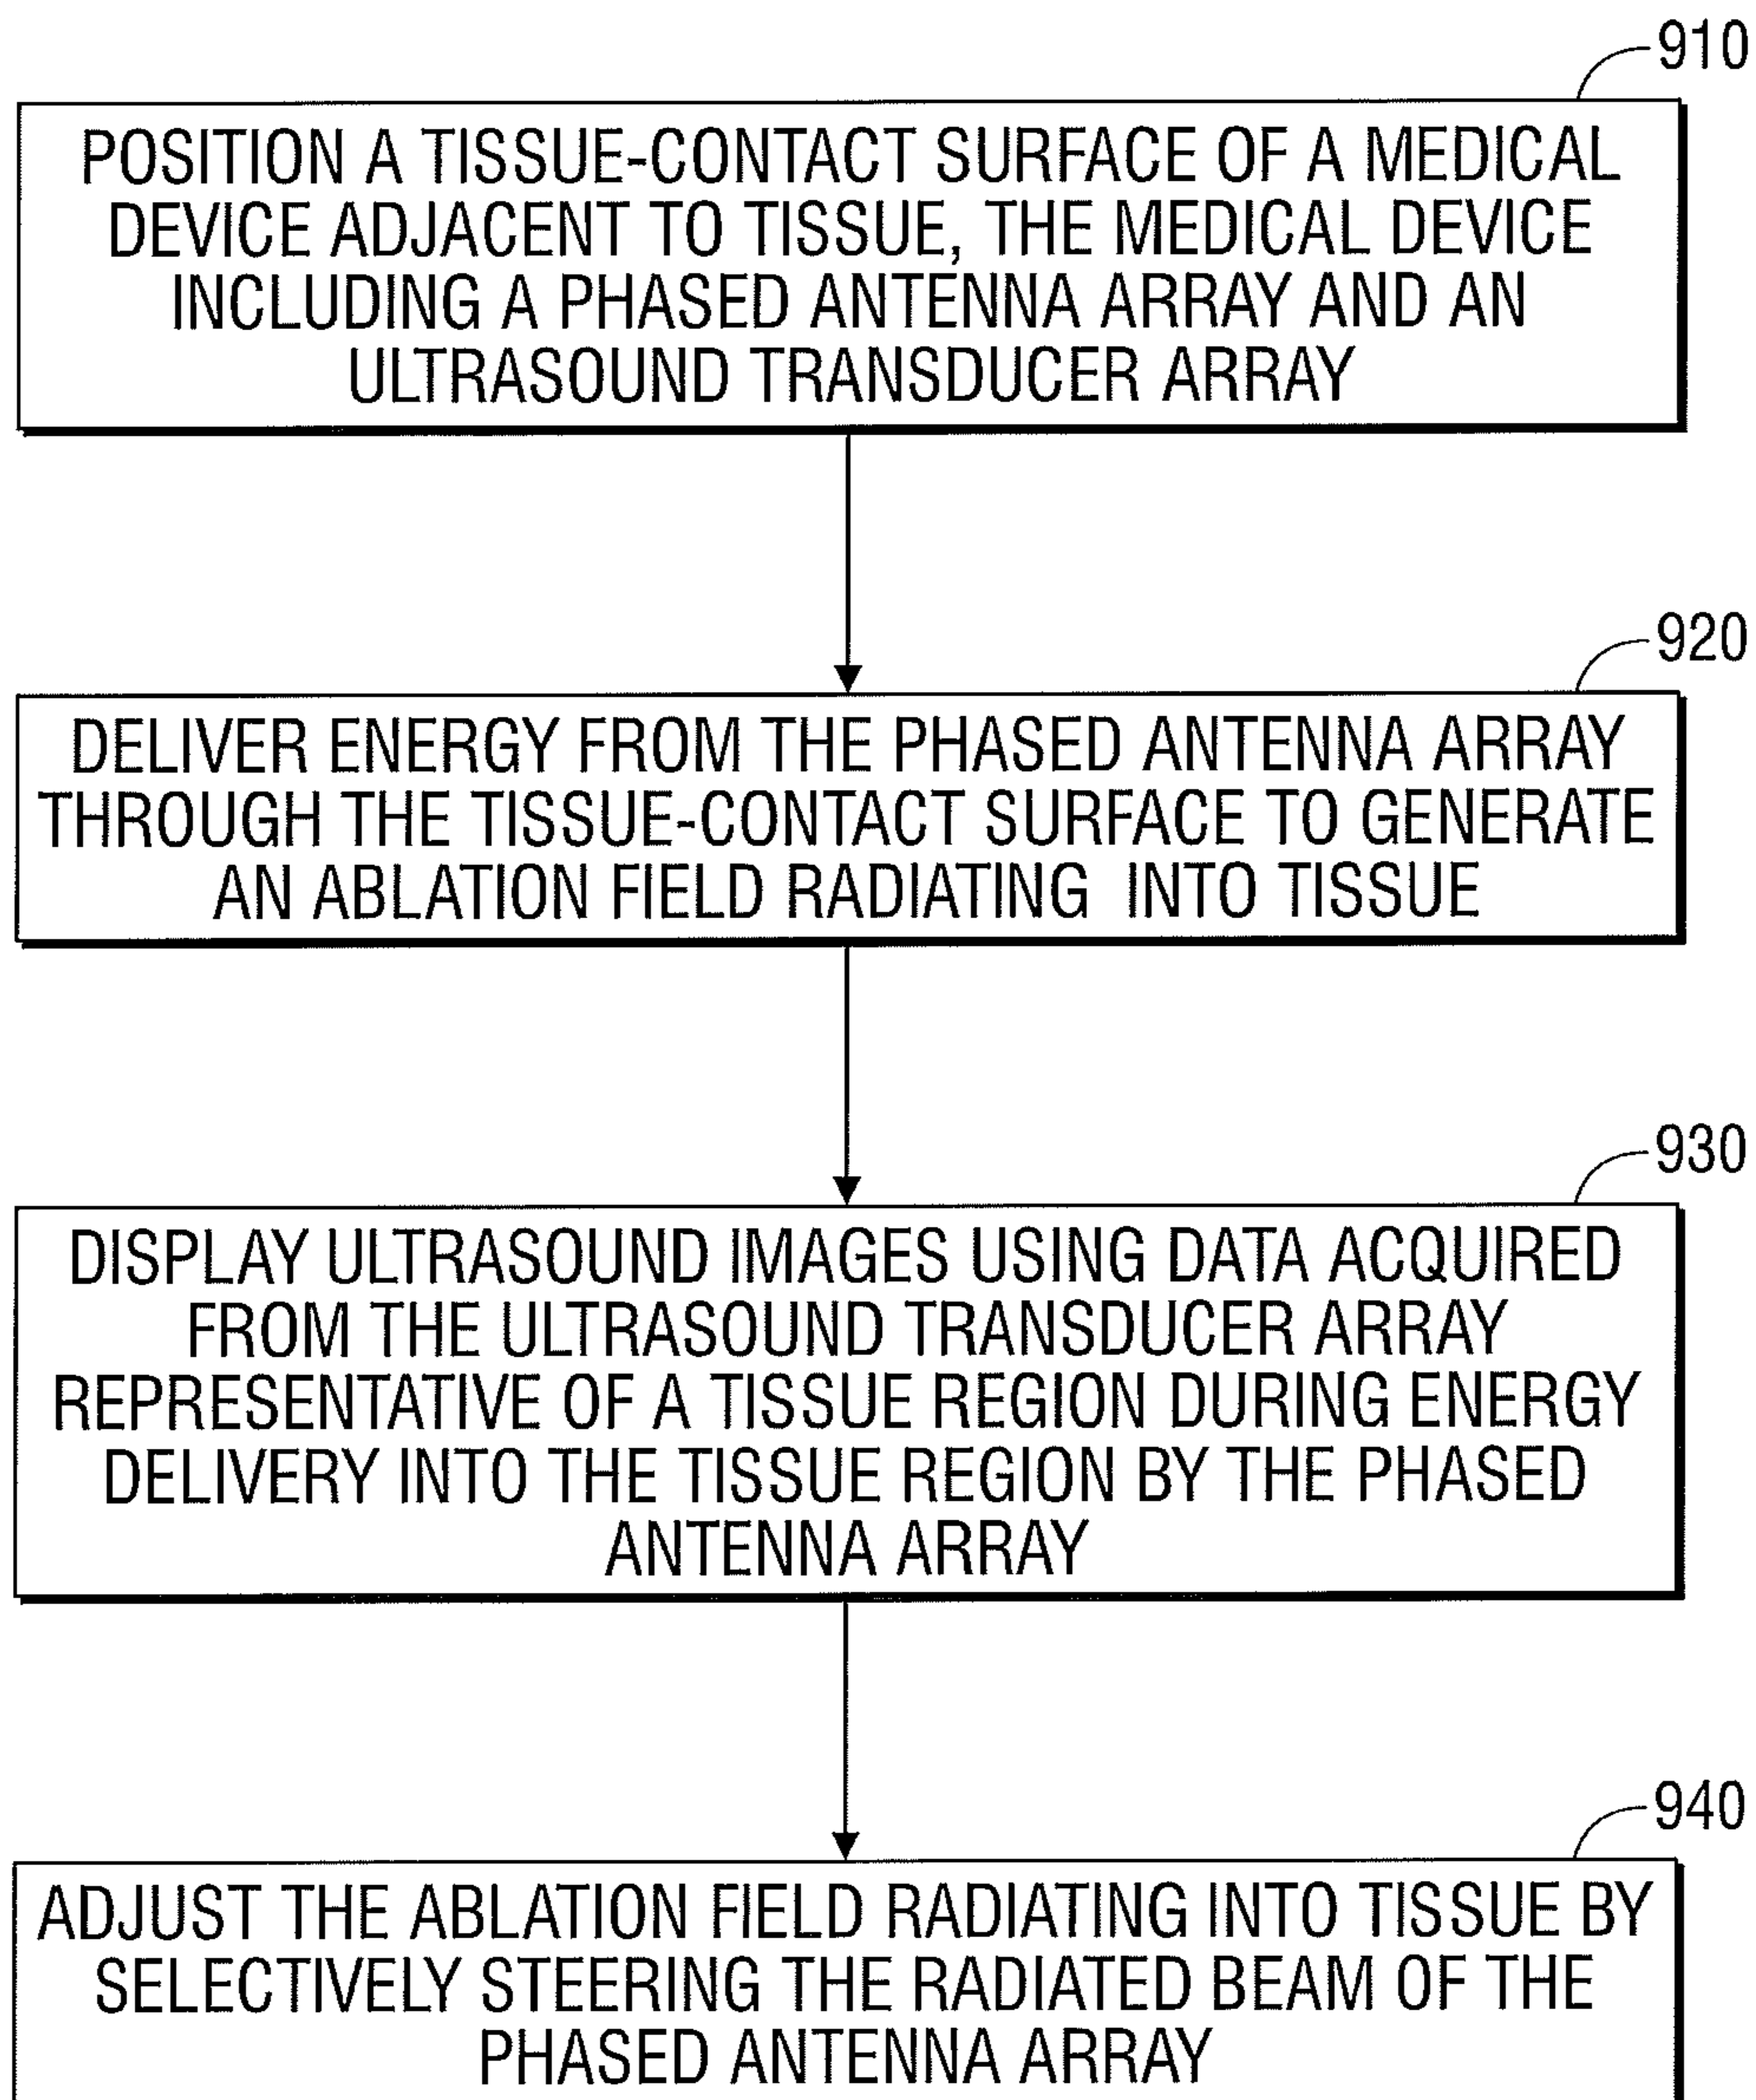 910
POSITION A TISSUE-CONTACT SURFACE OF A MEDICAL
DEVICE ADJACENT TO TISSUE, THE MEDICAL DEVICE
INCLUDING A PHASED ANTENNA ARRAY AND AN
ULTRASOUND TRANSDUCER ARRAY
920
DELIVER ENERGY FROM THE PHASED ANTENNA ARRAY
THROUGH THE TISSUE-CONTACT SURFACE TO GENERATE
AN ABLATION FIELD RADIATING INTO TISSUE
930
DISPLAY ULTRASOUND IMAGES USING DATA ACQUIRED
FROM THE ULTRASOUND TRANSDUCER ARRAY
REPRESENTATIVE OF A TISSUE REGION DURING ENERGY
DELIVERY INTO THE TISSUE REGION BY THE PHASED
ANTENNA ARRAY
940
ADJUST THE ABLATION FIELD RADIATING INTO TISSUE BY
SELECTIVELY STEERING THE RADIATED BEAM OF THE
PHASED ANTENNA ARRAY